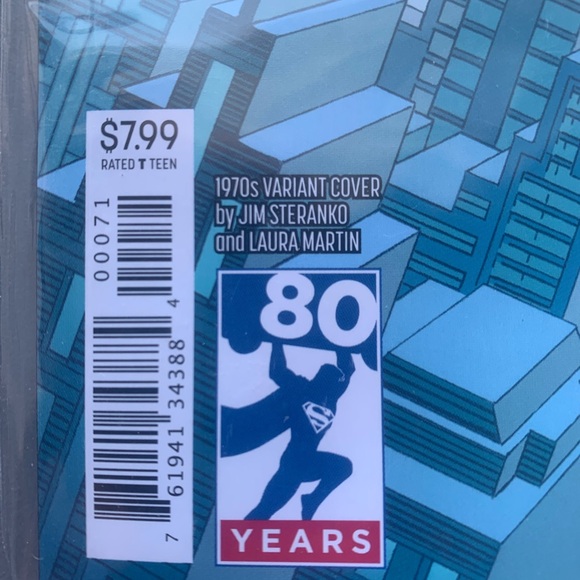 $7.99
RATED T TEEN
00071
7 61941 34388 4
1970s VARIANT COVER
by JIM STERANKO
and LAURA MARTIN
80
S
YEARS